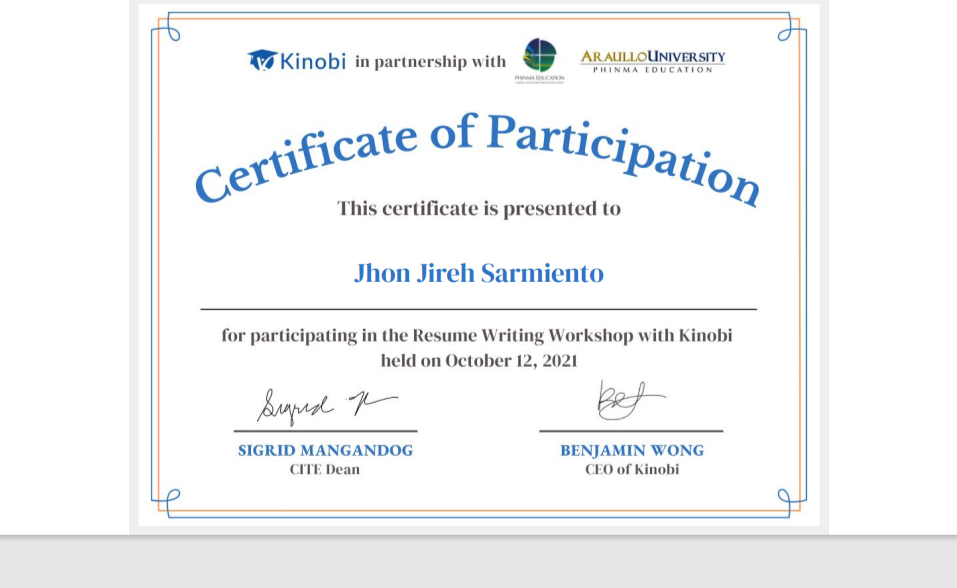 Kinobi in partnership with
PHINMA EDUCATION
ARAULLO UNIVERSITY
PHINMA EDUCATION
Certificate of Participation
This certificate is presented to
Jhon Jireh Sarmiento
for participating in the Resume Writing Workshop with Kinobi
held on October 12, 2021
SIGRID MANGANDOG
CITE Dean
BENJAMIN WONG
CEO of Kinobi